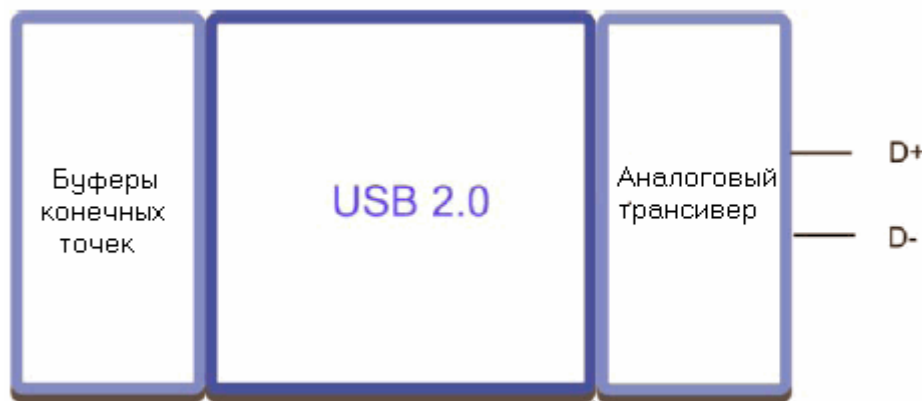 Буферы
конечных
точек
USB 2.0
Аналоговый
трансивер
D+
D-